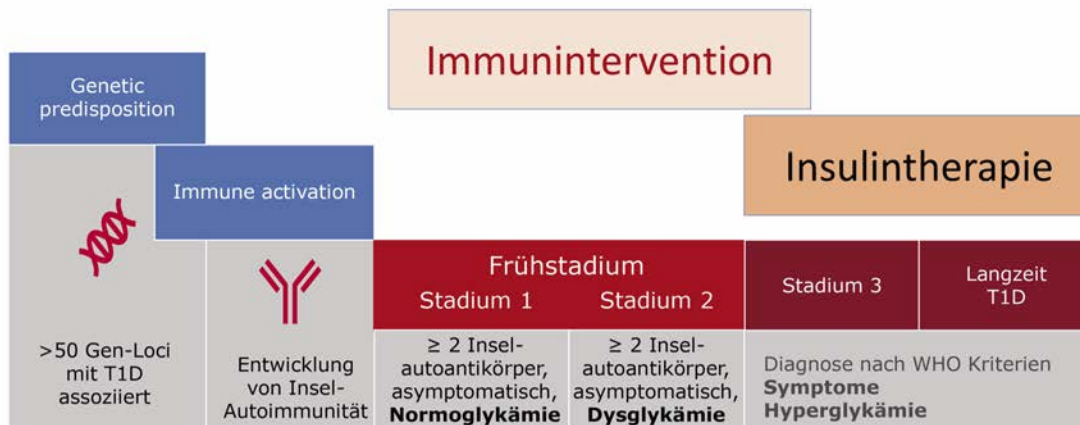 Immunintervention
Genetic
predisposition
Insulintherapie
Immune activation
Frühstadium
Stadium 1
Stadium 2
Stadium 3
Langzeit
T1D
>50 Gen-Loci
mit T1D
assoziiert
Entwicklung
von Insel-
Autoimmunität
≥ 2 Insel-
autoantikörper,
asymptomatisch,
Normoglykämie
≥ 2 Insel-
autoantikörper,
asymptomatisch,
Dysglykämie
Diagnose nach WHO Kriterien
Symptome
Hyperglykämie